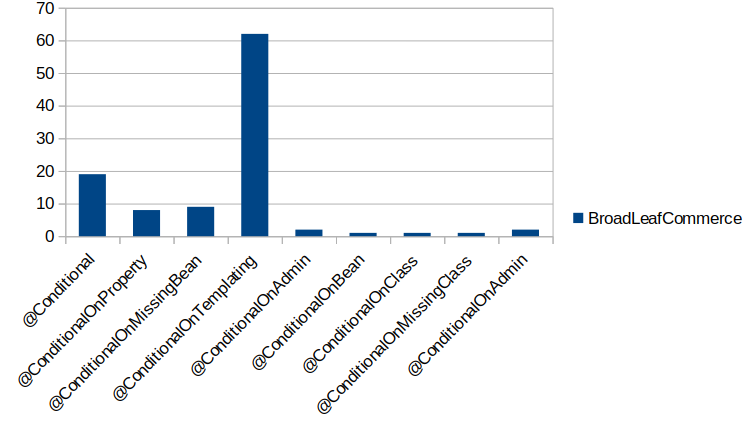 70
60
50
40
30
20
10
0
@Conditional
@ConditionalOnProperty
@ConditionalOnMissingBean
@ConditionalOnTemplating
@ConditionalOnAdmin
@ConditionalOnBean
@ConditionalOnClass
@ConditionalOnMissingClass
@ConditionalOnAdmin
BroadLeafCommerce